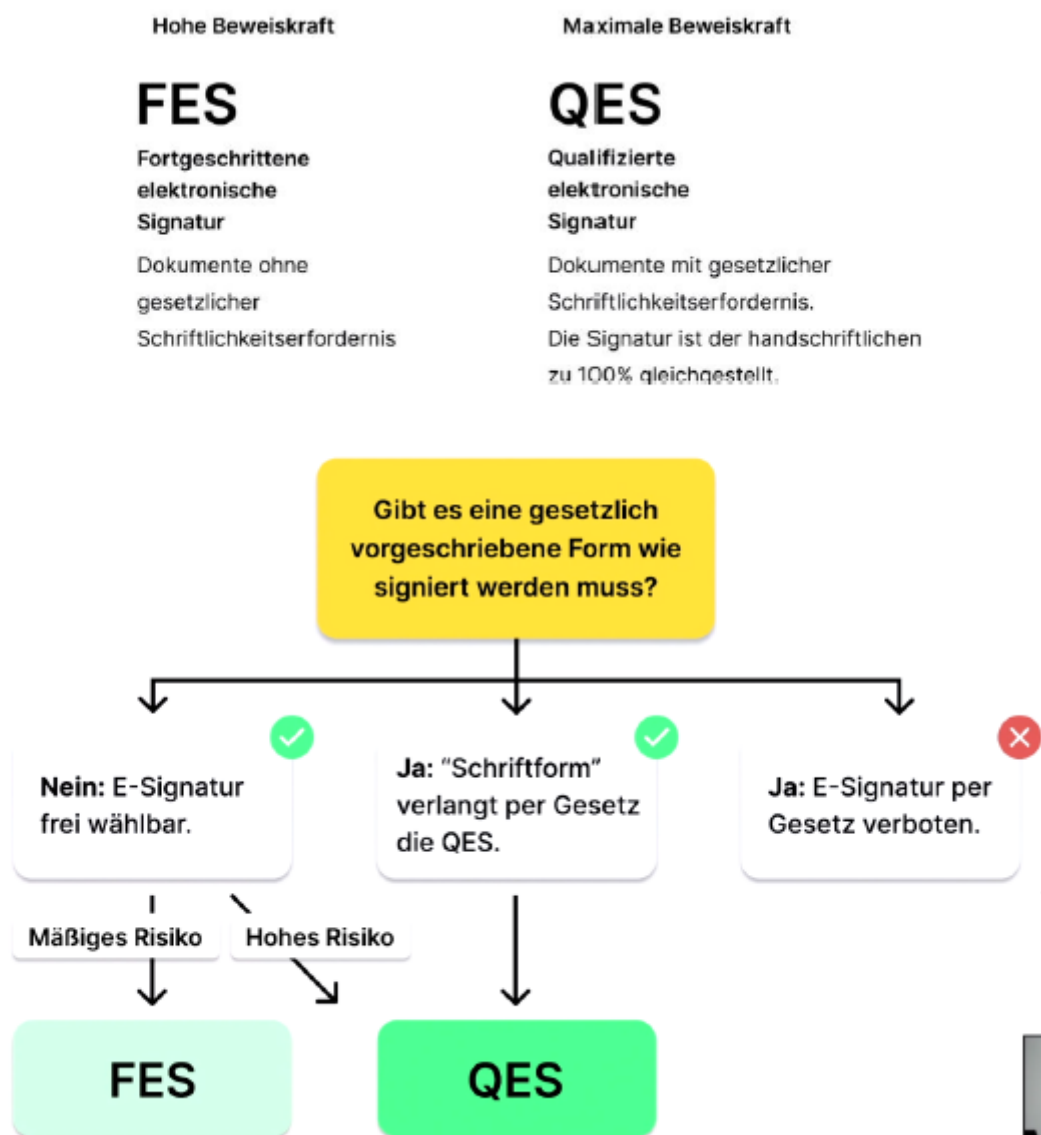 Hohe Beweiskraft
Maximale Beweiskraft
FES
QES
Fortgeschrittene
elektronische
Signatur
Qualifizierte
elektronische
Signatur
Dokumente ohne
gesetzlicher
Schriftlichkeitserfordernis
Dokumente mit gesetzlicher
Schriftlichkeitserfordernis.
Die Signatur ist der handschriftlichen
zu 100% gleichgestellt.
Gibt es eine gesetzlich
vorgeschriebene Form wie
signiert werden muss?
Nein: E-Signatur
frei wählbar.
Ja: "Schriftform"
verlangt per Gesetz
die QES.
Ja: E-Signatur per
Gesetz verboten.
Mäßiges Risiko
Hohes Risiko
FES
QES